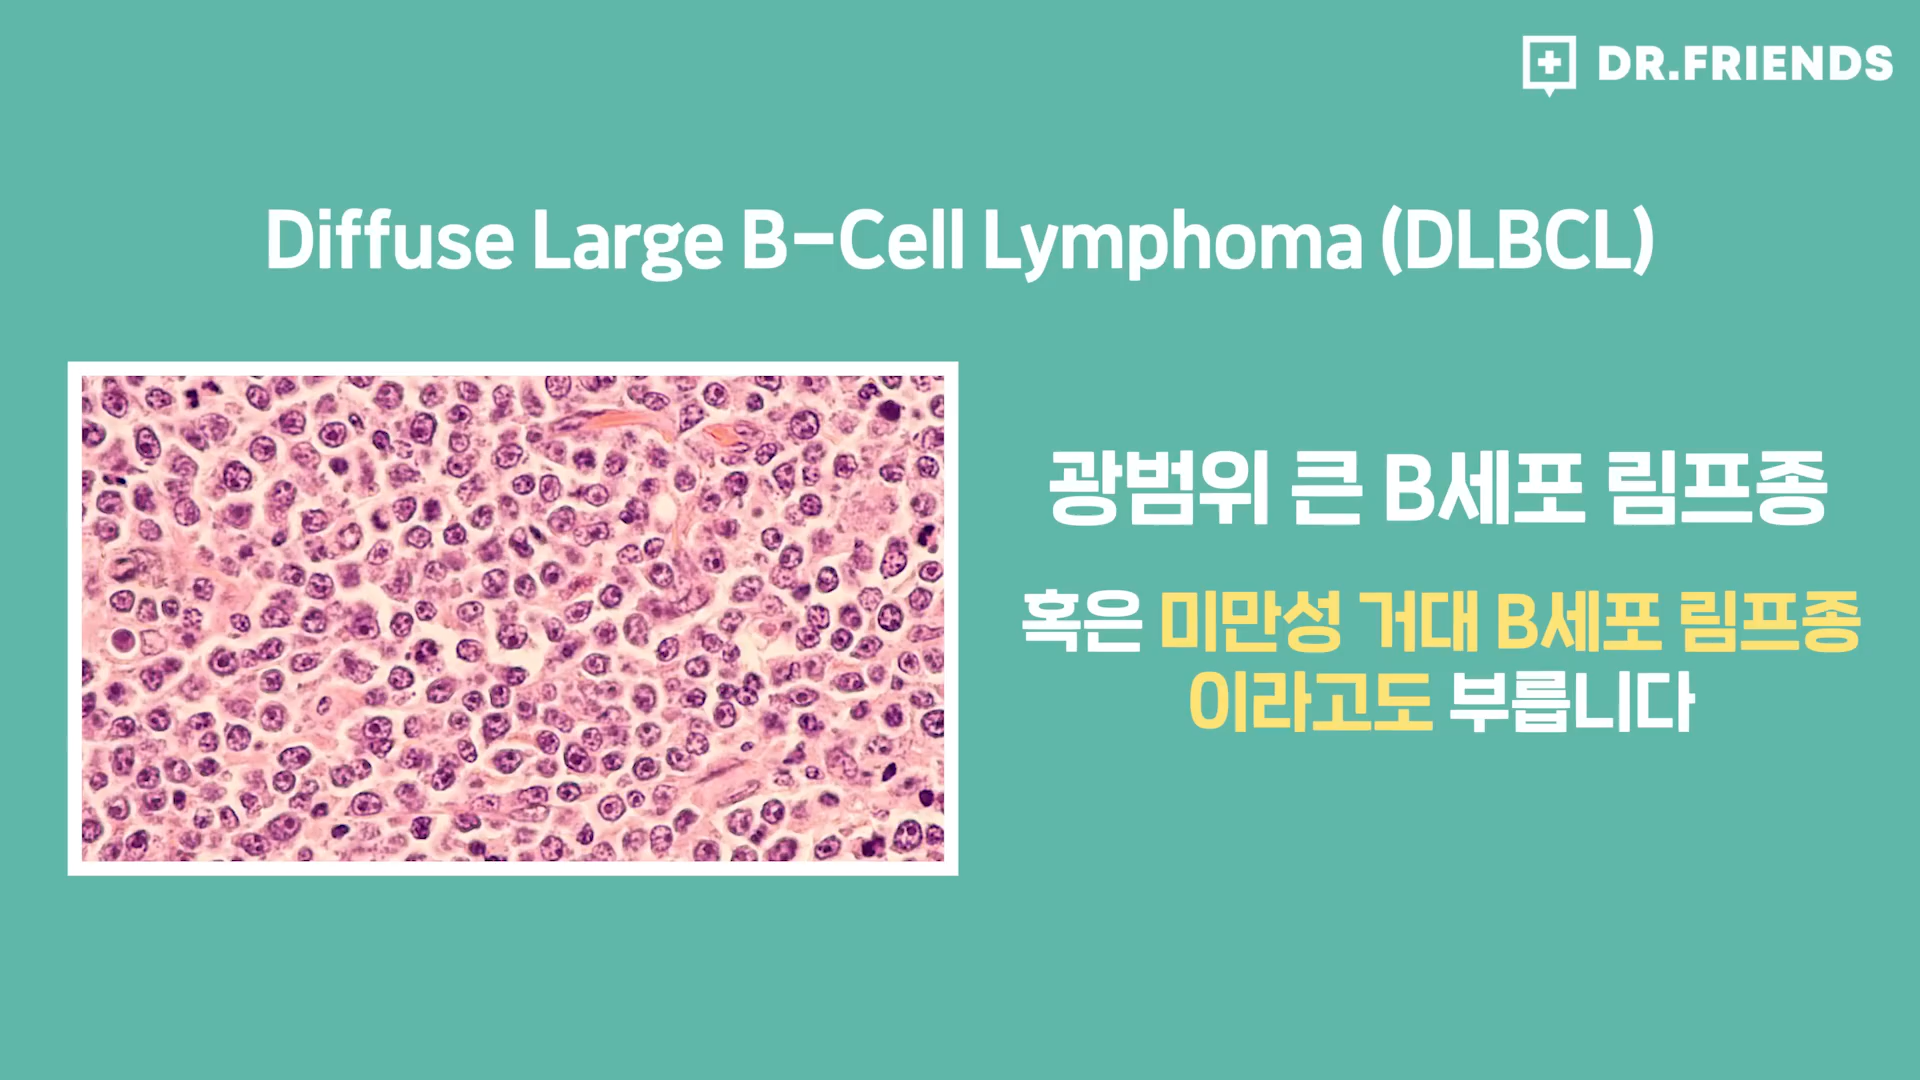 DR.FRIENDS
Diffuse Large B-Cell Lymphoma (DLBCL)
광범위 큰 B세포 림프종
혹은 미만성 거대 B세포 림프종
이라고도 부릅니다